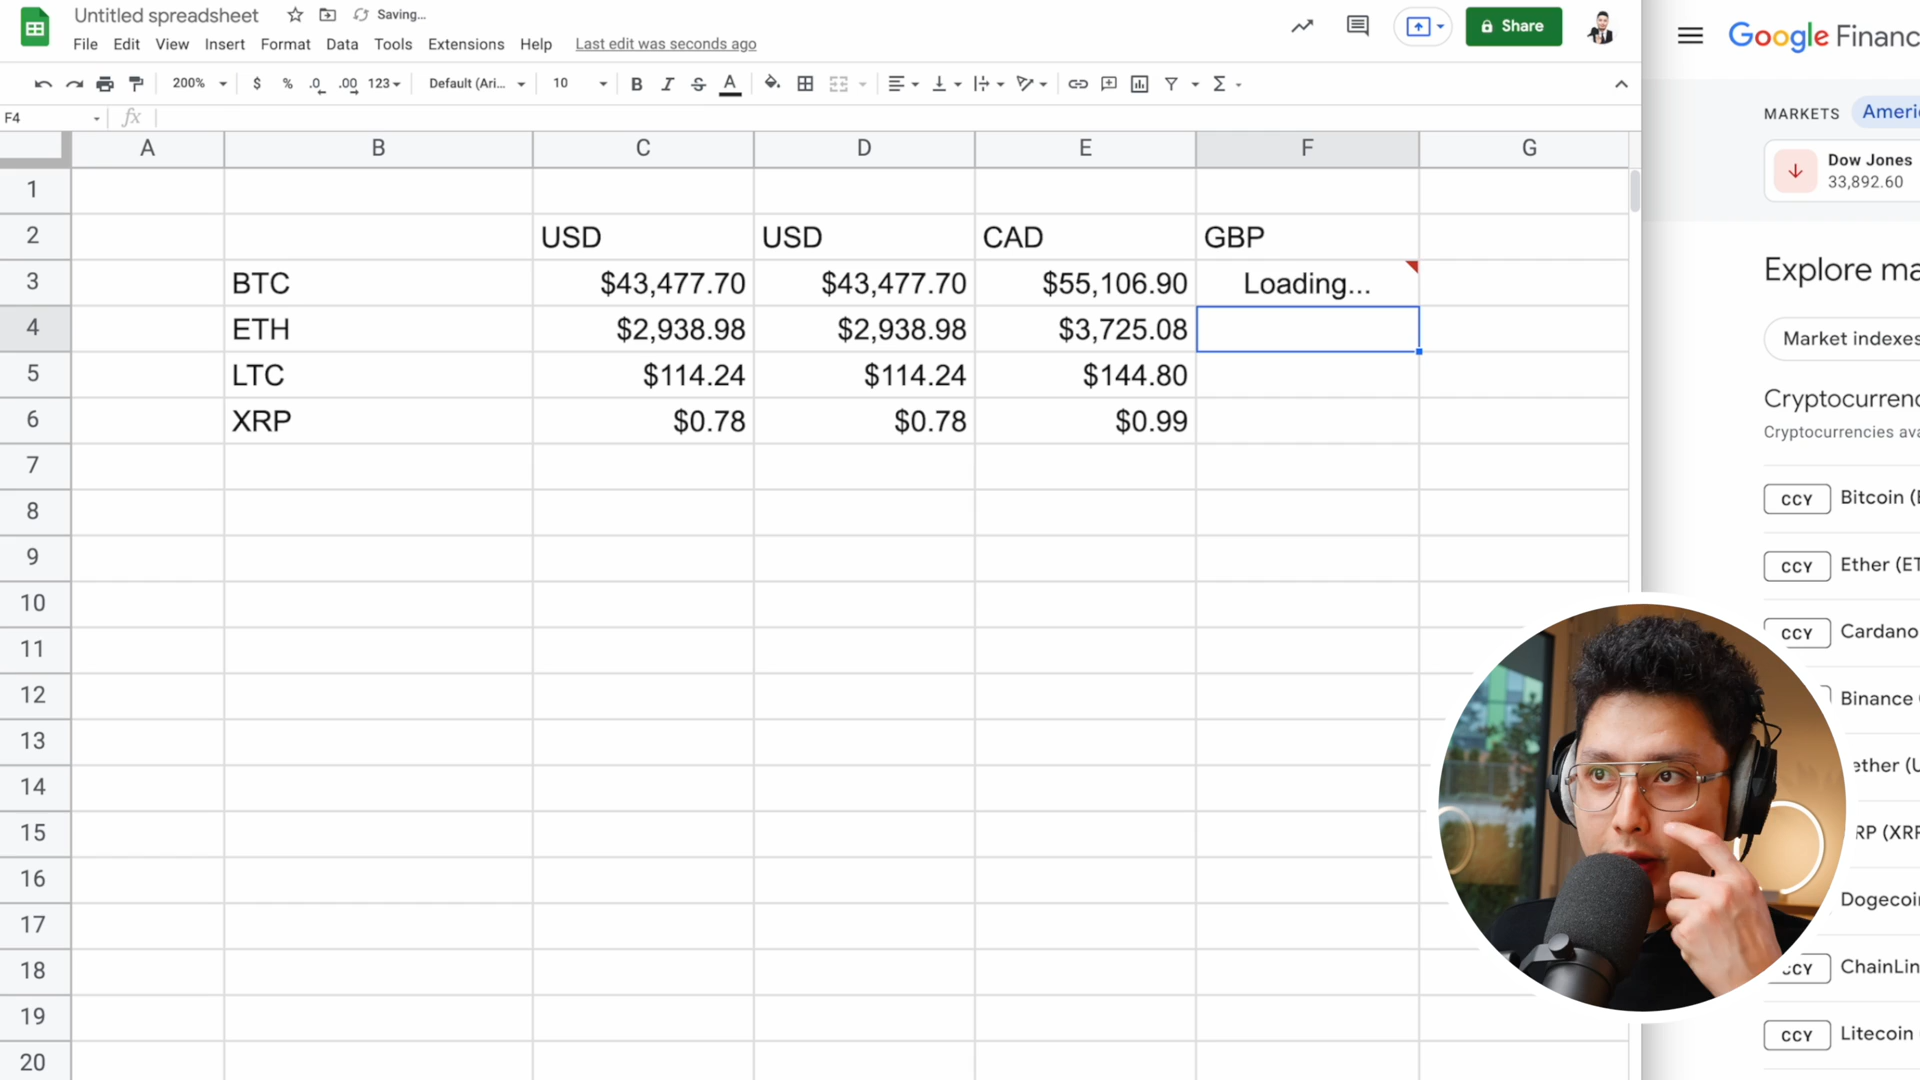 Untitled spreadsheet
Saving...
File Edit View Insert Format Data Tools Extensions Help Last edit was seconds ago
Share
200% $ % .0 .00 123 Default (Ari... 10 B I S A Σ
F4 fx
A B C D E F G
1
2 USD USD CAD GBP
3 BTC $43,477.70 $43,477.70 $55,106.90 Loading...
4 ETH $2,938.98 $2,938.98 $3,725.08
5 LTC $114.24 $114.24 $144.80
6 XRP $0.78 $0.78 $0.99
7
8
9
10
11
12
13
14
15
16
17
18
19
20
Google Financ
MARKETS Ameri
Dow Jones
33,892.60
Explore ma
Market indexes
Cryptocurrenc
Cryptocurrencies ava
CCY Bitcoin (
CCY Ether (ET
CCY Cardano
Binance
ether (U
RP (XRP
Dogecoi
CCY ChainLin
CCY Litecoin